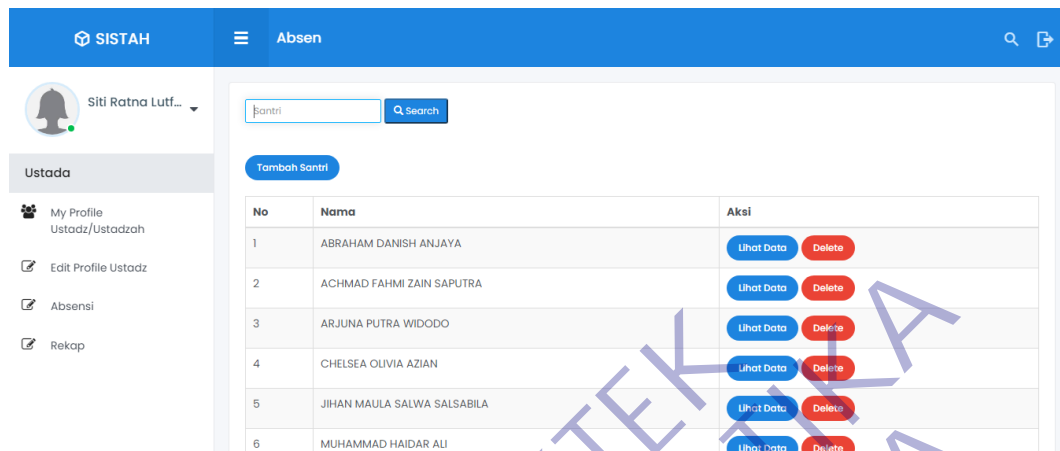 SISTAH
Absen
Siti Ratna Lutf...
Ustada
My Profile
Ustadz/Ustadzah
Edit Profile Ustadz
Absensi
Rekap
Santri
Search
Tambah Santri
No Nama Aksi
1 ABRAHAM DANISH ANJAYA Lihat Data Delete
2 ACHMAD FAHMI ZAIN SAPUTRA Lihat Data Delete
3 ARJUNA PUTRA WIDODO Lihat Data Delete
4 CHELSEA OLIVIA AZIAN Lihat Data Delete
5 JIHAN MAULA SALWA SALSABILA Lihat Data Delete
6 MUHAMMAD HAIDAR ALI Lihat Data Delete